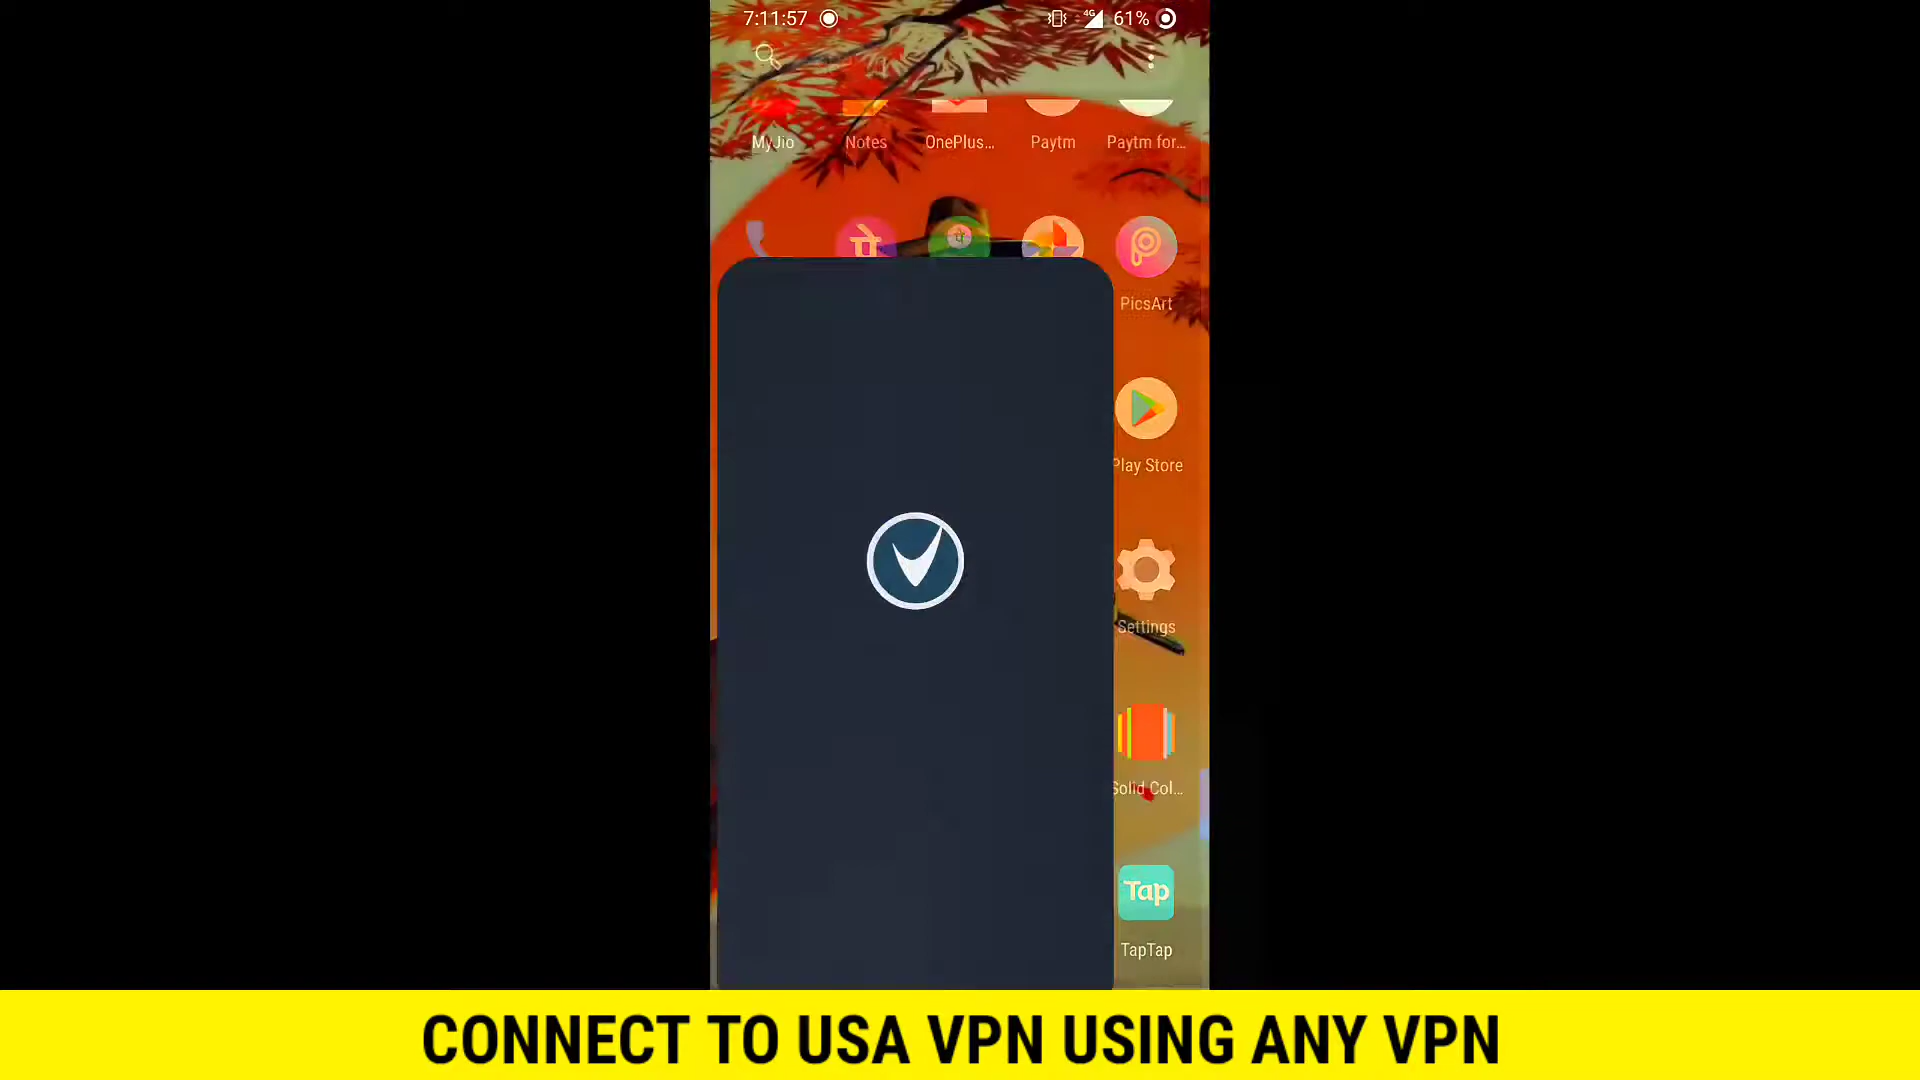 7:11:57 4G 61%
MyJio Notes OnePlus... Paytm Paytm for...
पे पे
PicsArt
Play Store
Settings
Solid Col...
Tap
TapTap
CONNECT TO USA VPN USING ANY VPN